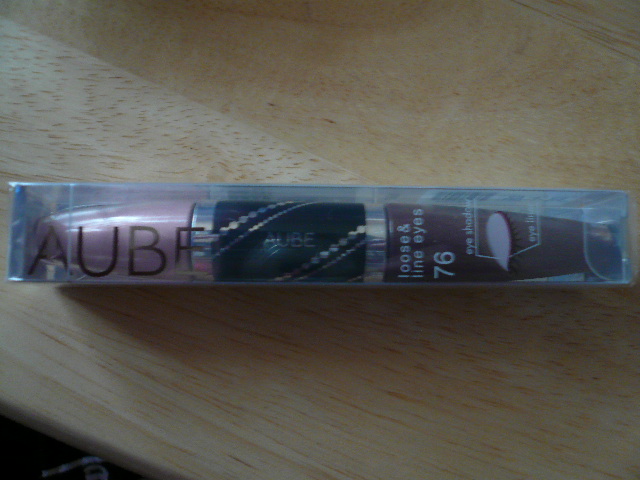 AUBE
AUBE
loose&
line eyes
76
eye shadow